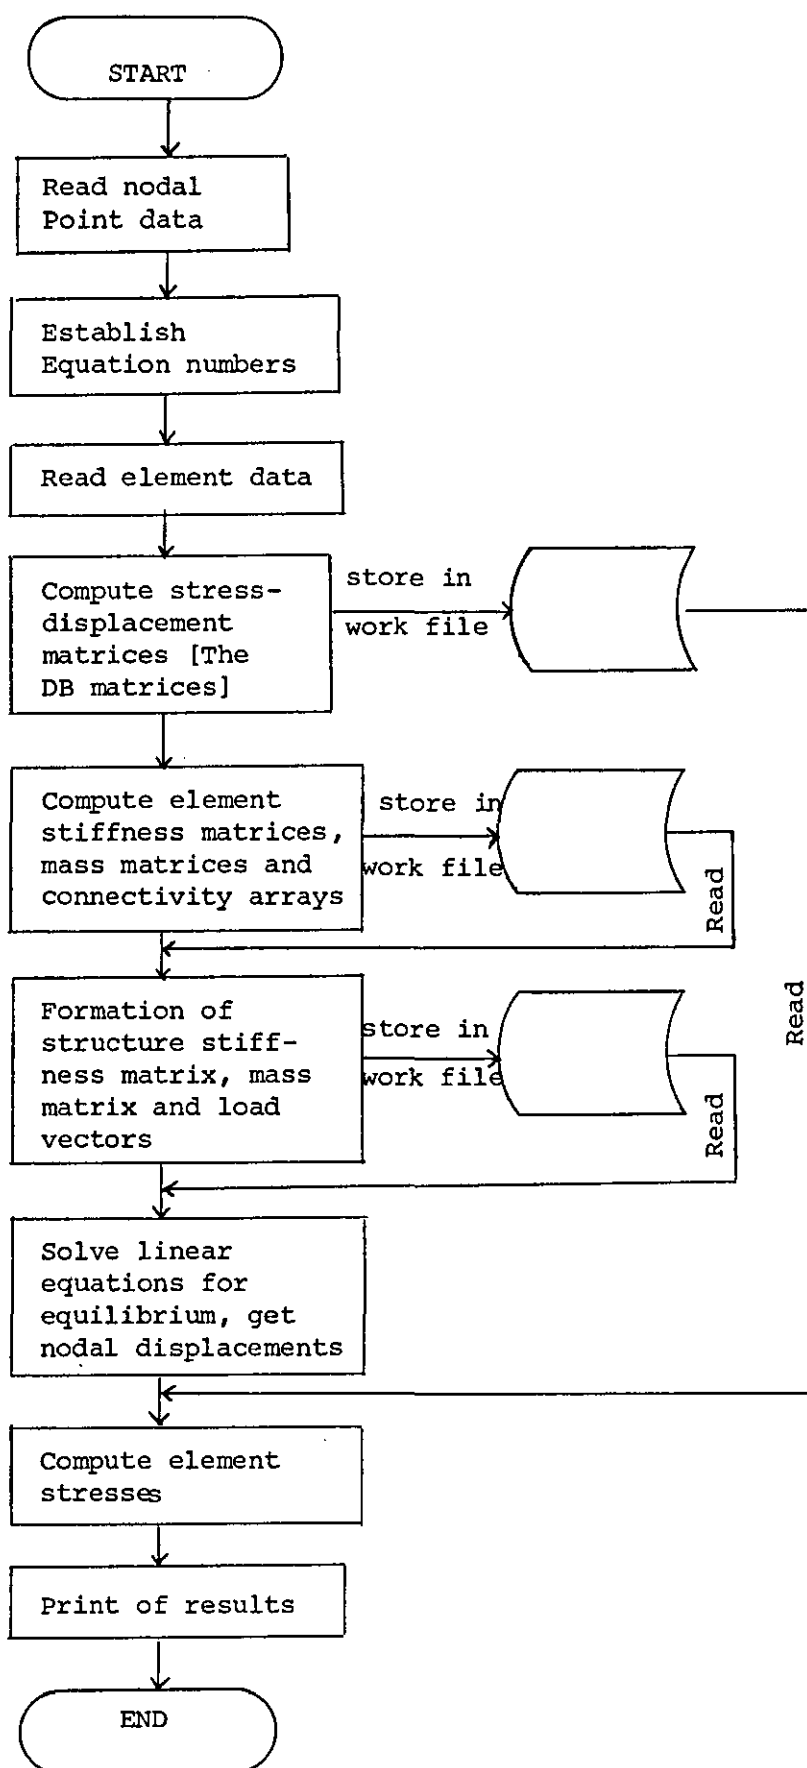 START
Read nodal
Point data
Establish
Equation numbers
Read element data
Compute stress-
displacement
matrices [The
DB matrices]
store in
work file
Compute element
stiffness matrices,
mass matrices and
connectivity arrays
store in
work file
Read
Formation of
structure stiff-
ness matrix, mass
matrix and load
vectors
store in
work file
Read
Read
Solve linear
equations for
equilibrium, get
nodal displacements
Compute element
stresses
Print of results
END